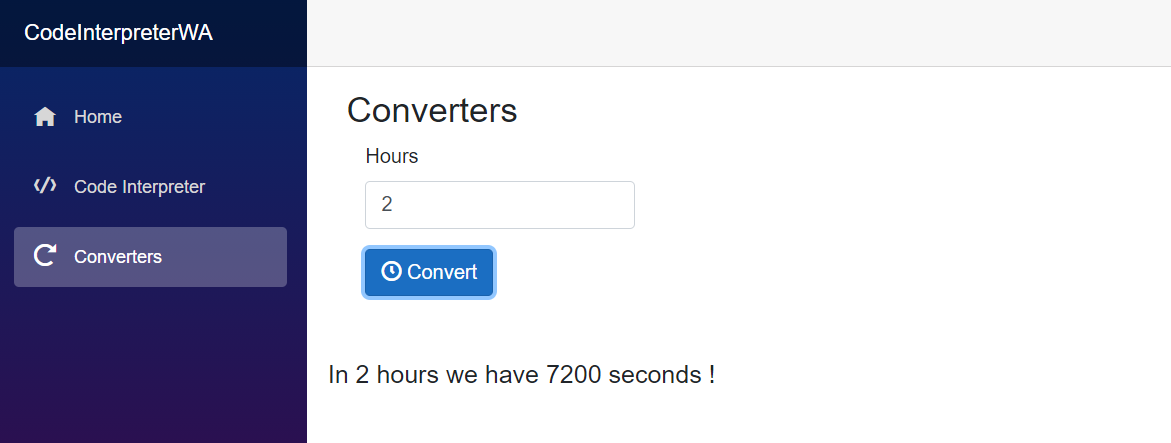 CodeInterpreterWA
Home
Code Interpreter
Converters
Converters
Hours
2
Convert
In 2 hours we have 7200 seconds !